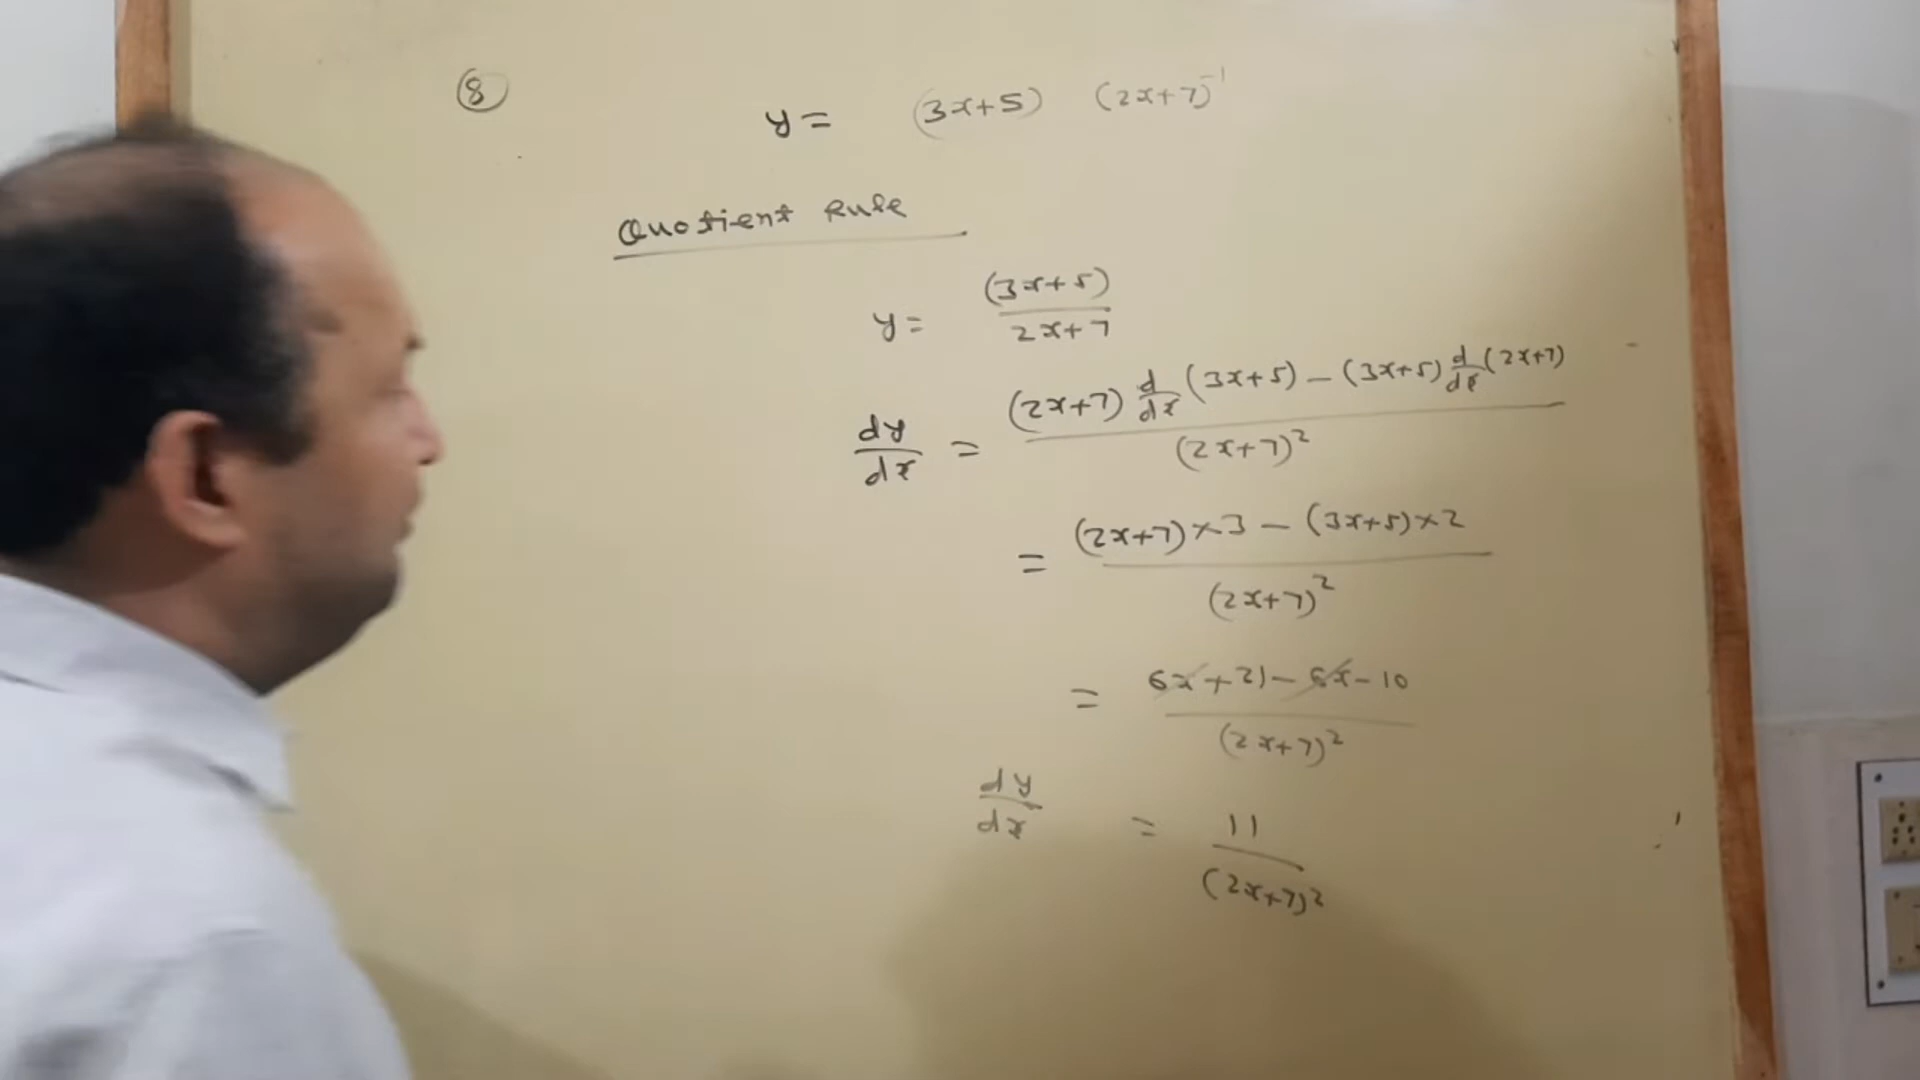 8
y = (3x+5) (2x+7)⁻¹
Quotient Rule
y = (3x+5)/2x+7
dy/dx = ((2x+7) d/dx (3x+5) − (3x+5) d/dx (2x+7))/(2x+7)²
= ((2x+7)×3 − (3x+5)×2)/(2x+7)²
= (6x+21−6x−10)/(2x+7)²
dy/dx = 11/(2x+7)²